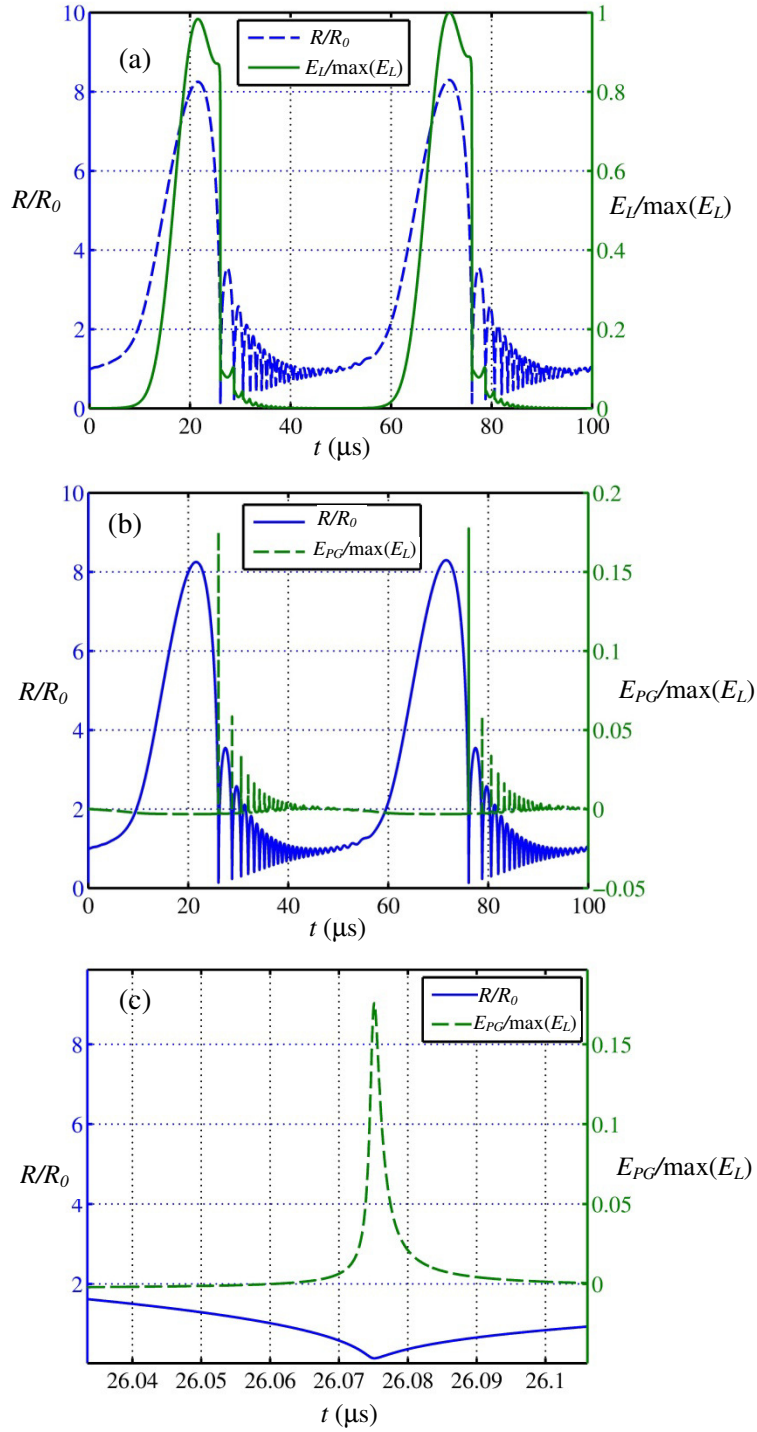 10
1
(a)
R/R0
EL/max(EL)
8
0.8
6
0.6
R/R0
EL/max(EL)
4
0.4
2
0.2
0
0
0
20
40
60
80
100
t (μs)
10
0.2
(b)
R/R0
EPG/max(EL)
8
0.15
6
0.1
R/R0
EPG/max(EL)
4
0.05
2
0
0
−0.05
0
20
40
60
80
100
t (μs)
(c)
R/R0
EPG/max(EL)
8
0.15
6
0.1
R/R0
EPG/max(EL)
4
0.05
2
0
26.04
26.05
26.06
26.07
26.08
26.09
26.1
t (μs)